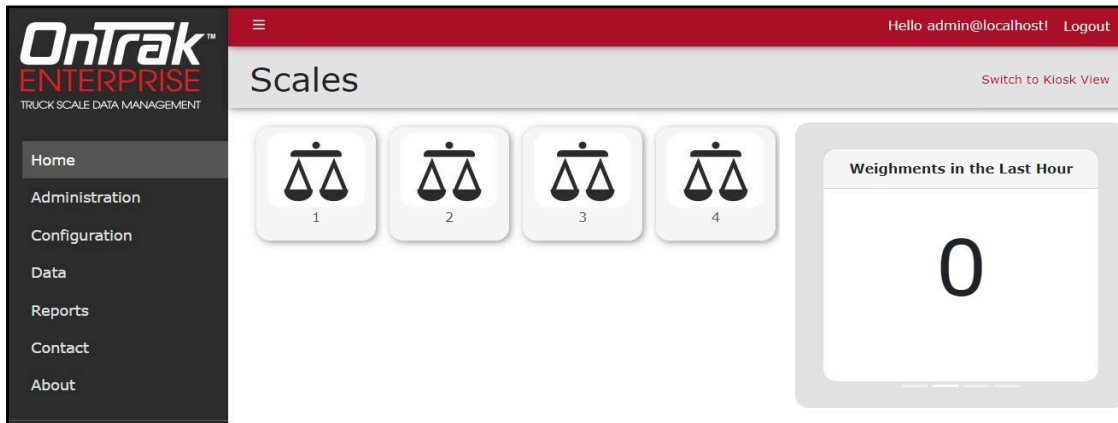 OnTrak™
ENTERPRISE
TRUCK SCALE DATA MANAGEMENT
Home
Administration
Configuration
Data
Reports
Contact
About
Hello admin@localhost! Logout
Scales
Switch to Kiosk View
1 2 3 4
Weighments in the Last Hour
0